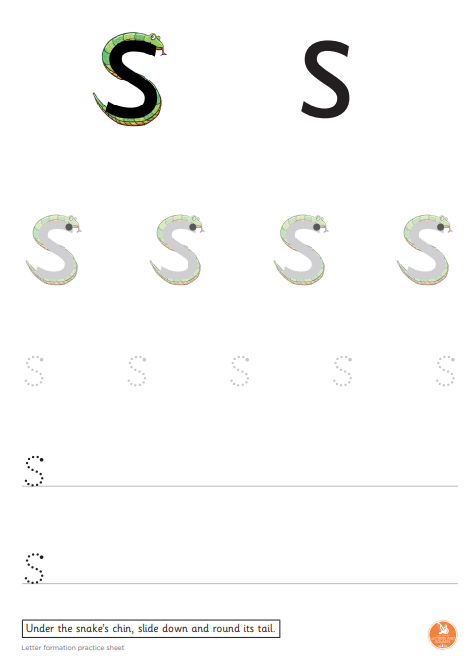 s s
s s s s
s s s s s
s
s
Under the snake's chin, slide down and round its tail.
Letter formation practice sheet